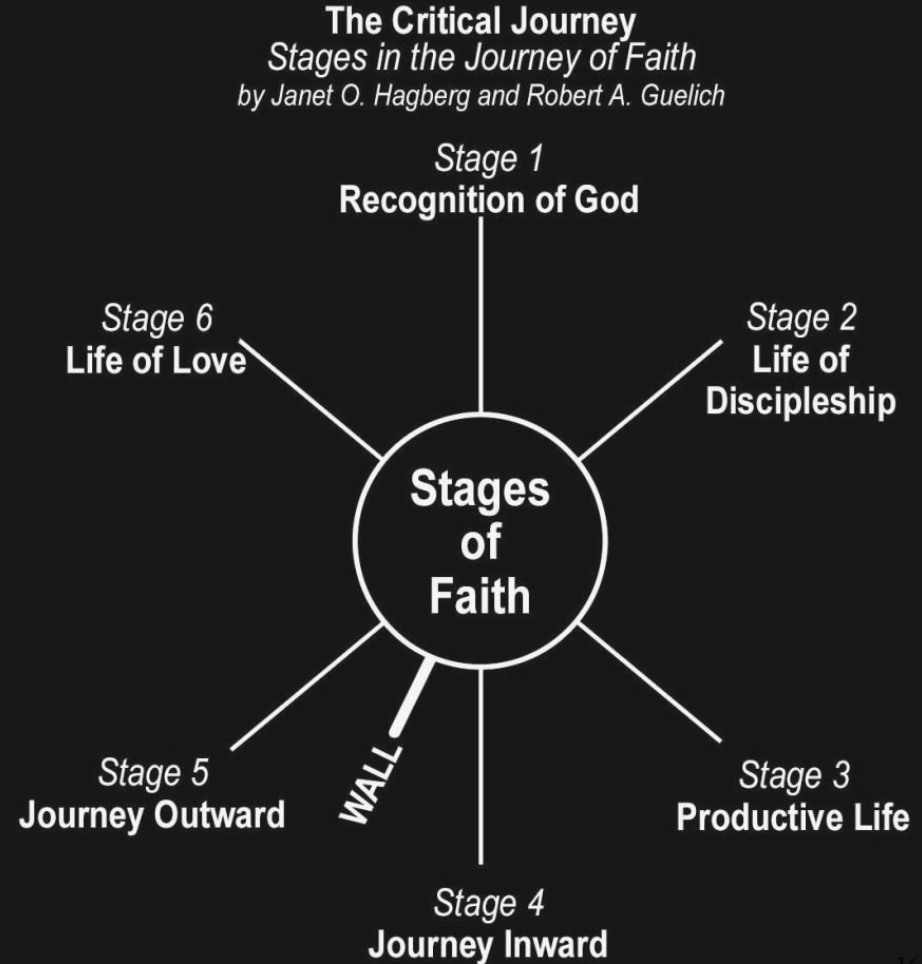 The Critical Journey
Stages in the Journey of Faith
by Janet O. Hagberg and Robert A. Guelich
Stage 1
Recognition of God
Stage 2
Life of
Discipleship
Stage 3
Productive Life
Stage 4
Journey Inward
WALL
Stage 5
Journey Outward
Stage 6
Life of Love
Stages
of
Faith